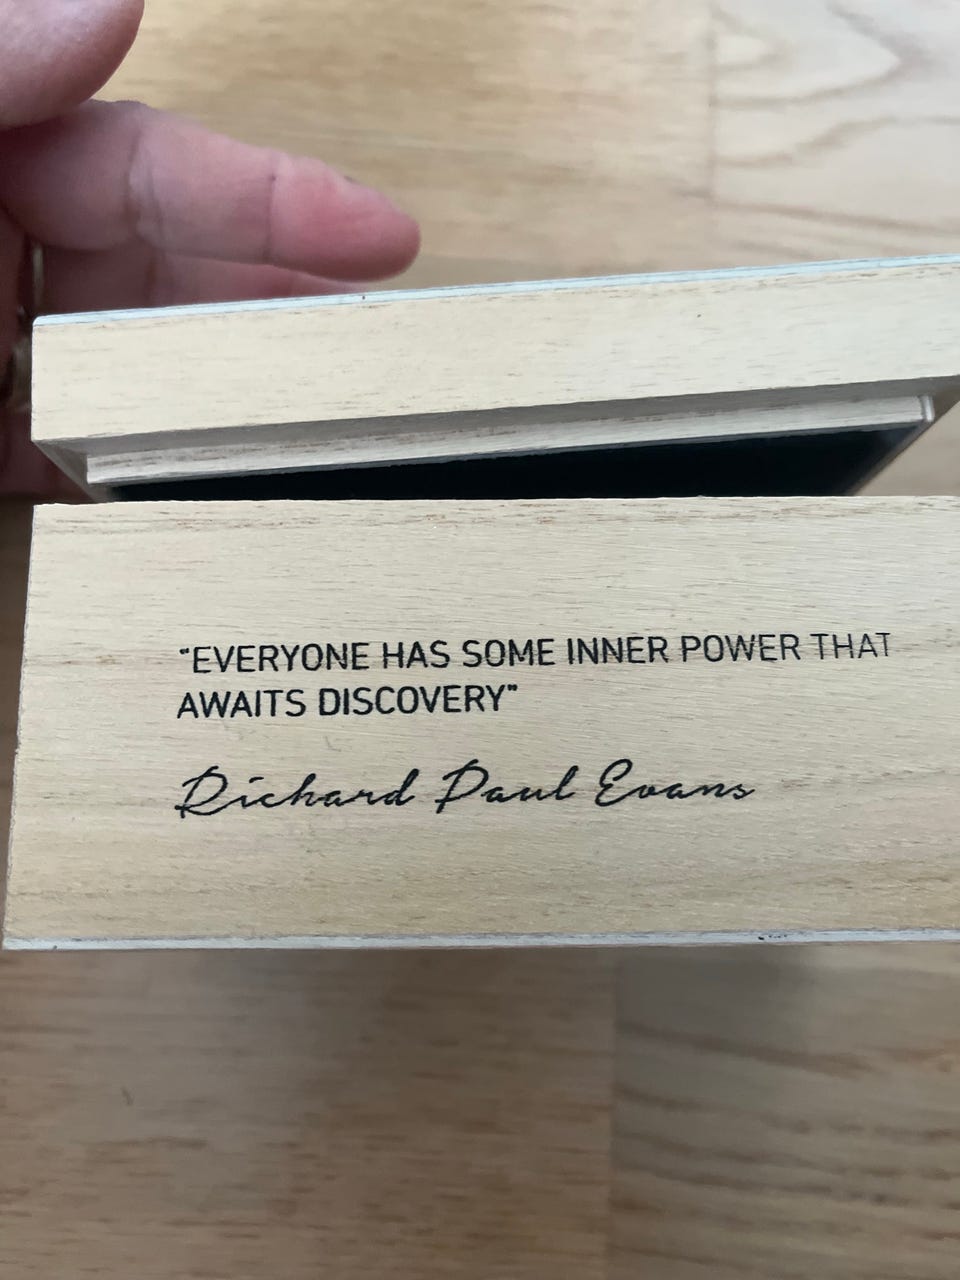 "EVERYONE HAS SOME INNER POWER THAT
AWAITS DISCOVERY"
Richard Paul Evans